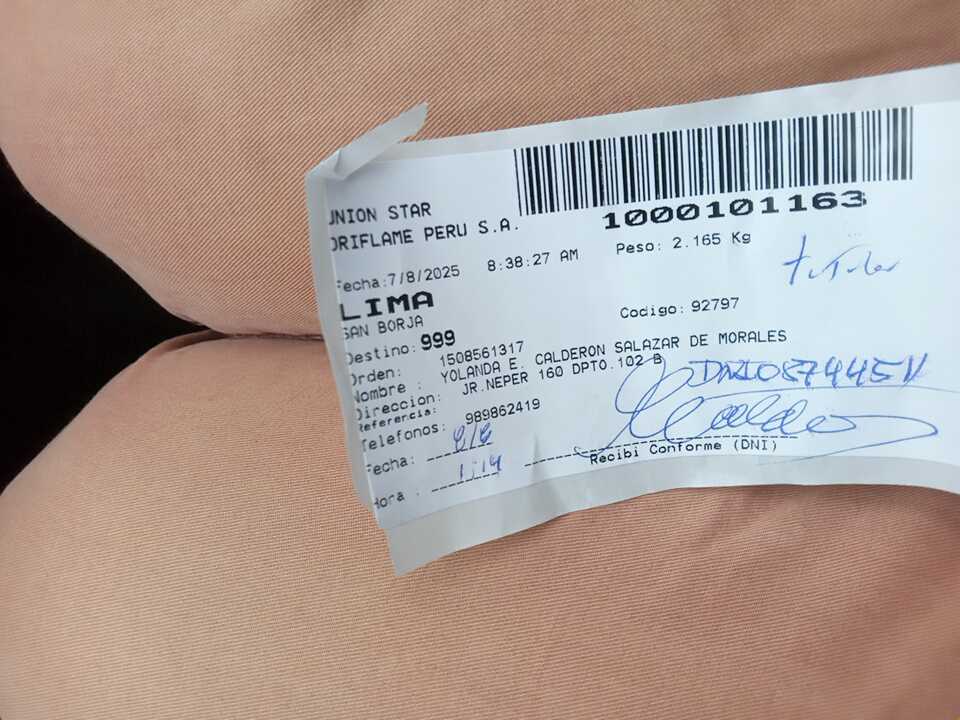 UNION STAR
ORIFLAME PERU S.A.
1000101163
Fecha:7/8/2025 8:38:27 AM Peso: 2.165 Kg
titular
LIMA
SAN BORJA
Codigo: 92797
Destino: 999
Orden: 1508561317
Nombre : YOLANDA E. CALDERON SALAZAR DE MORALES
Direccion: JR.NEPER 160 DPTO.102 B
Referencia:
Telefonos: 989862419
Fecha:
Hora :
Recibi Conforme (DNI)